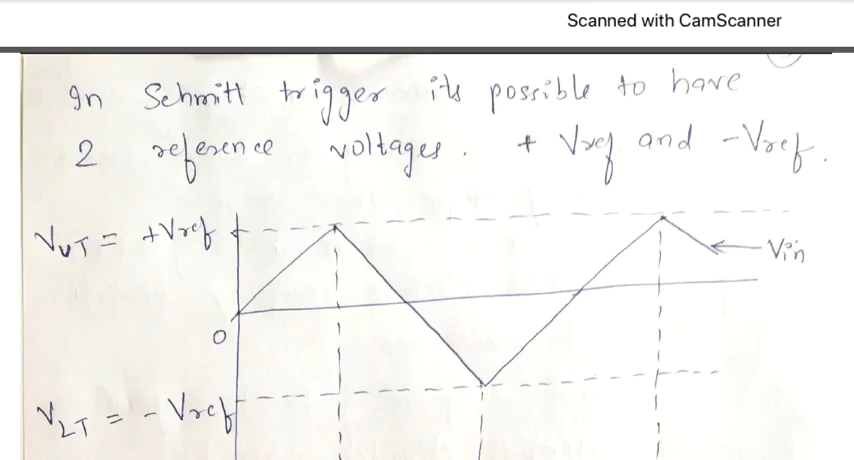 Scanned with CamScanner
In Schmitt trigger its possible to have
2 reference voltages. + Vref and -Vref.
VUT = +Vref
Vin
0
VLT = - Vref